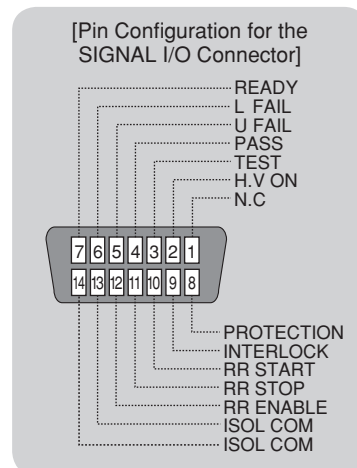 [Pin Configuration for the
SIGNAL I/O Connector]
READY
L FAIL
U FAIL
PASS
TEST
H.V ON
N.C
7 6 5 4 3 2 1
14 13 12 11 10 9 8
PROTECTION
INTERLOCK
RR START
RR STOP
RR ENABLE
ISOL COM
ISOL COM